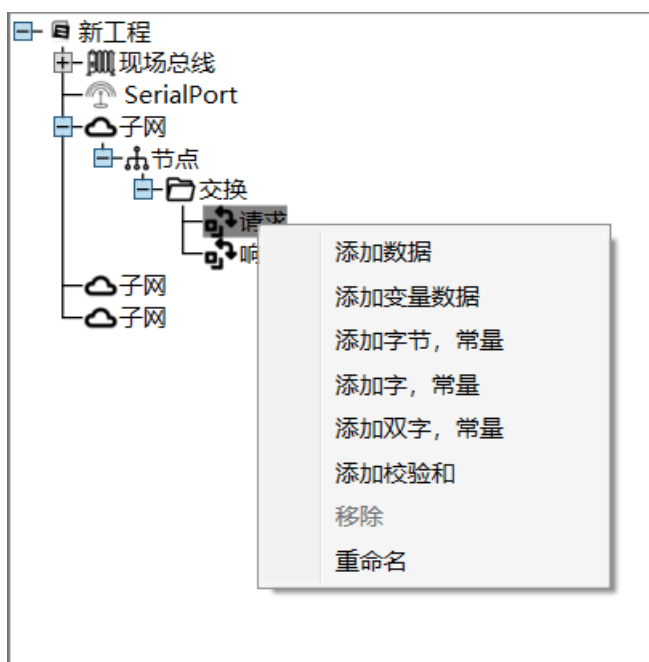 新工程
现场总线
SerialPort
子网
节点
交换
请求
响
子网
子网
添加数据
添加变量数据
添加字节，常量
添加字，常量
添加双字，常量
添加校验和
移除
重命名